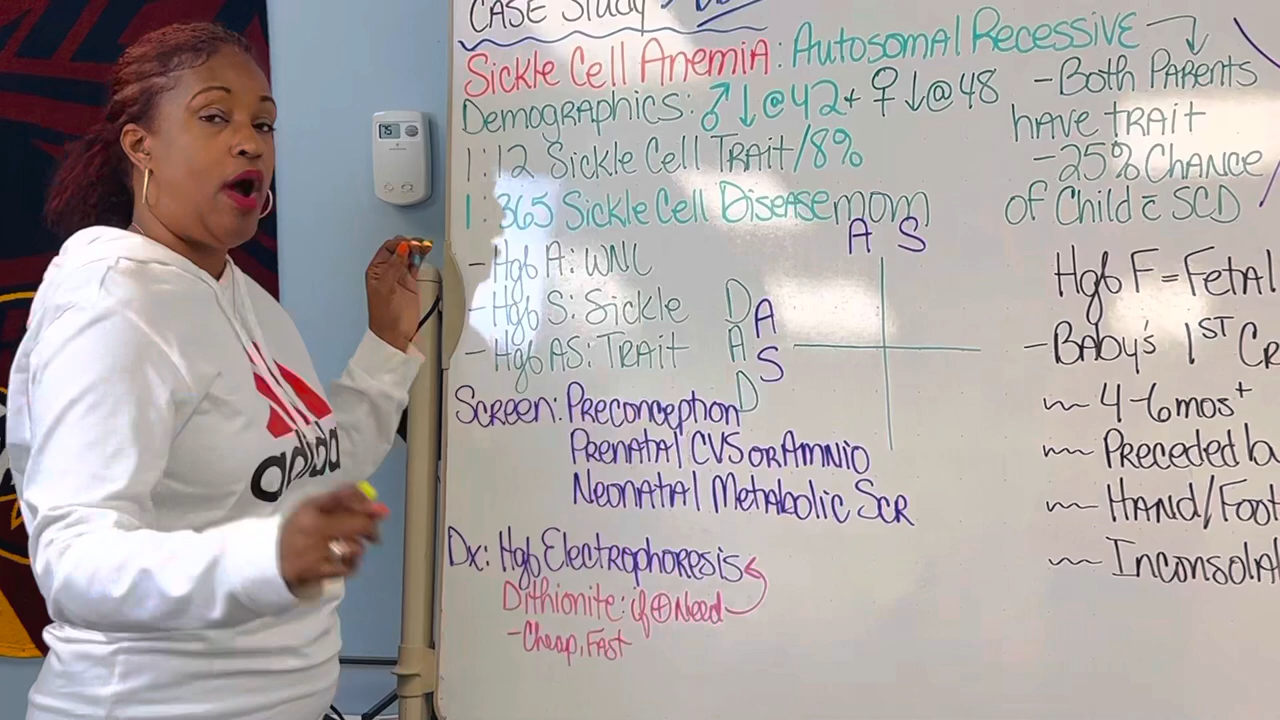 CASE Study
Sickle Cell Anemia: Autosomal Recessive
Demographics: ♂↓@42 + ♀↓@48
1:12 Sickle Cell Trait/8%
1:365 Sickle Cell Disease
- Hgb A: WNL
- Hgb S: Sickle
- Hgb AS: Trait
Screen: Preconception
Prenatal CVS or Amnio
Neonatal Metabolic Scr
Dx: Hgb Electrophoresis
Dithionite: if ⊕ Need
- Cheap, Fast
mom
A S
DAD
A
S
- Both Parents
have trait
- 25% Chance
of Child c̄ SCD
Hgb F = Fetal
- Baby's 1ST
~ 4-6mos+
~ Preceded
~ Hand/Foot
75
adidas